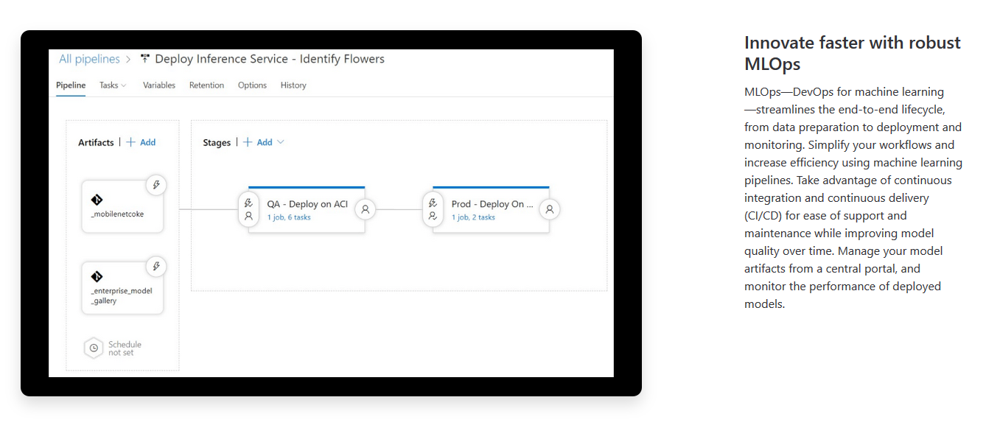 All pipelines > Deploy Inference Service - Identify Flowers
Pipeline Tasks Variables Retention Options History
Artifacts | + Add
Stages | + Add
_mobilenetcoke
QA - Deploy on ACI
1 job, 6 tasks
Prod - Deploy On ...
1 job, 2 tasks
_enterprise_model
_gallery
Schedule
not set
Innovate faster with robust
MLOps
MLOps—DevOps for machine learning
—streamlines the end-to-end lifecycle,
from data preparation to deployment and
monitoring. Simplify your workflows and
increase efficiency using machine learning
pipelines. Take advantage of continuous
integration and continuous delivery
(CI/CD) for ease of support and
maintenance while improving model
quality over time. Manage your model
artifacts from a central portal, and
monitor the performance of deployed
models.